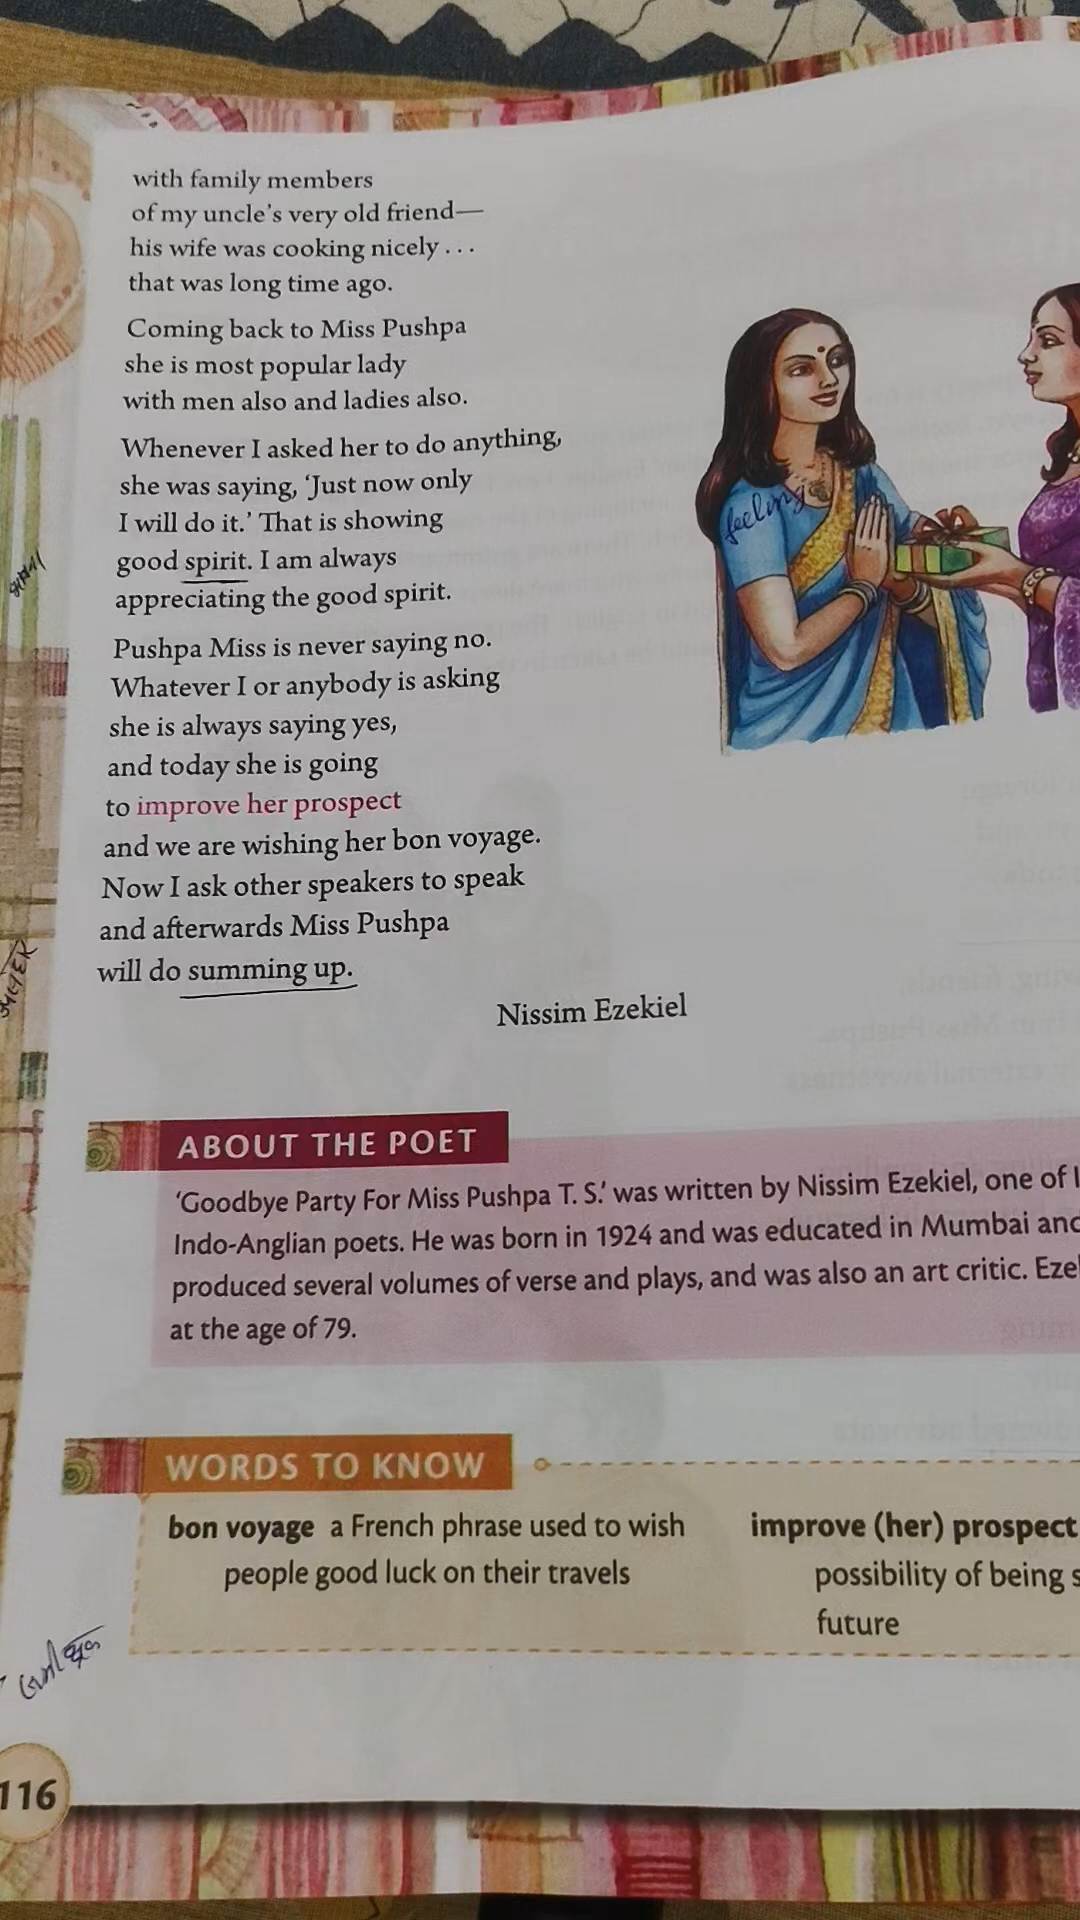 with family members
of my uncle's very old friend—
his wife was cooking nicely . . .
that was long time ago.
Coming back to Miss Pushpa
she is most popular lady
with men also and ladies also.
Whenever I asked her to do anything,
she was saying, 'Just now only
I will do it.' That is showing
good spirit. I am always
appreciating the good spirit.
Pushpa Miss is never saying no.
Whatever I or anybody is asking
she is always saying yes,
and today she is going
to improve her prospect
and we are wishing her bon voyage.
Now I ask other speakers to speak
and afterwards Miss Pushpa
will do summing up.
Nissim Ezekiel
feeling
ABOUT THE POET
'Goodbye Party For Miss Pushpa T. S.' was written by Nissim Ezekiel, one of
Indo-Anglian poets. He was born in 1924 and was educated in Mumbai and
produced several volumes of verse and plays, and was also an art critic.
at the age of 79.
WORDS TO KNOW
bon voyage a French phrase used to wish
people good luck on their travels
improve (her) prospect
possibility of being
future
116